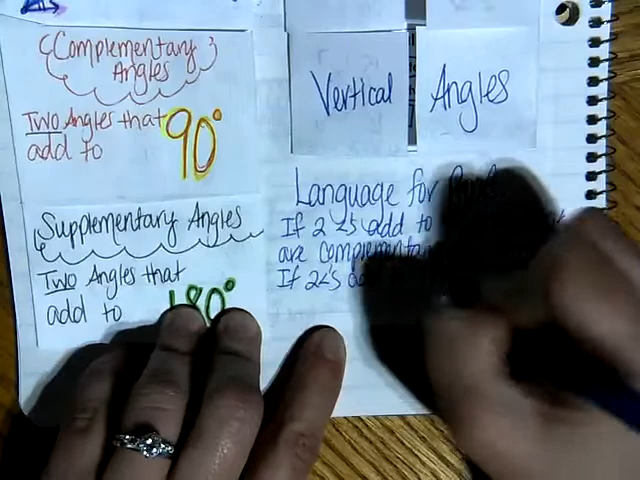 Complementary
Angles
Two Angles that
add to 90°
Supplementary Angles
Two Angles that
add to 180°
Vertical Angles
Language for
If 2 ∠s add to
are
If 2∠'s